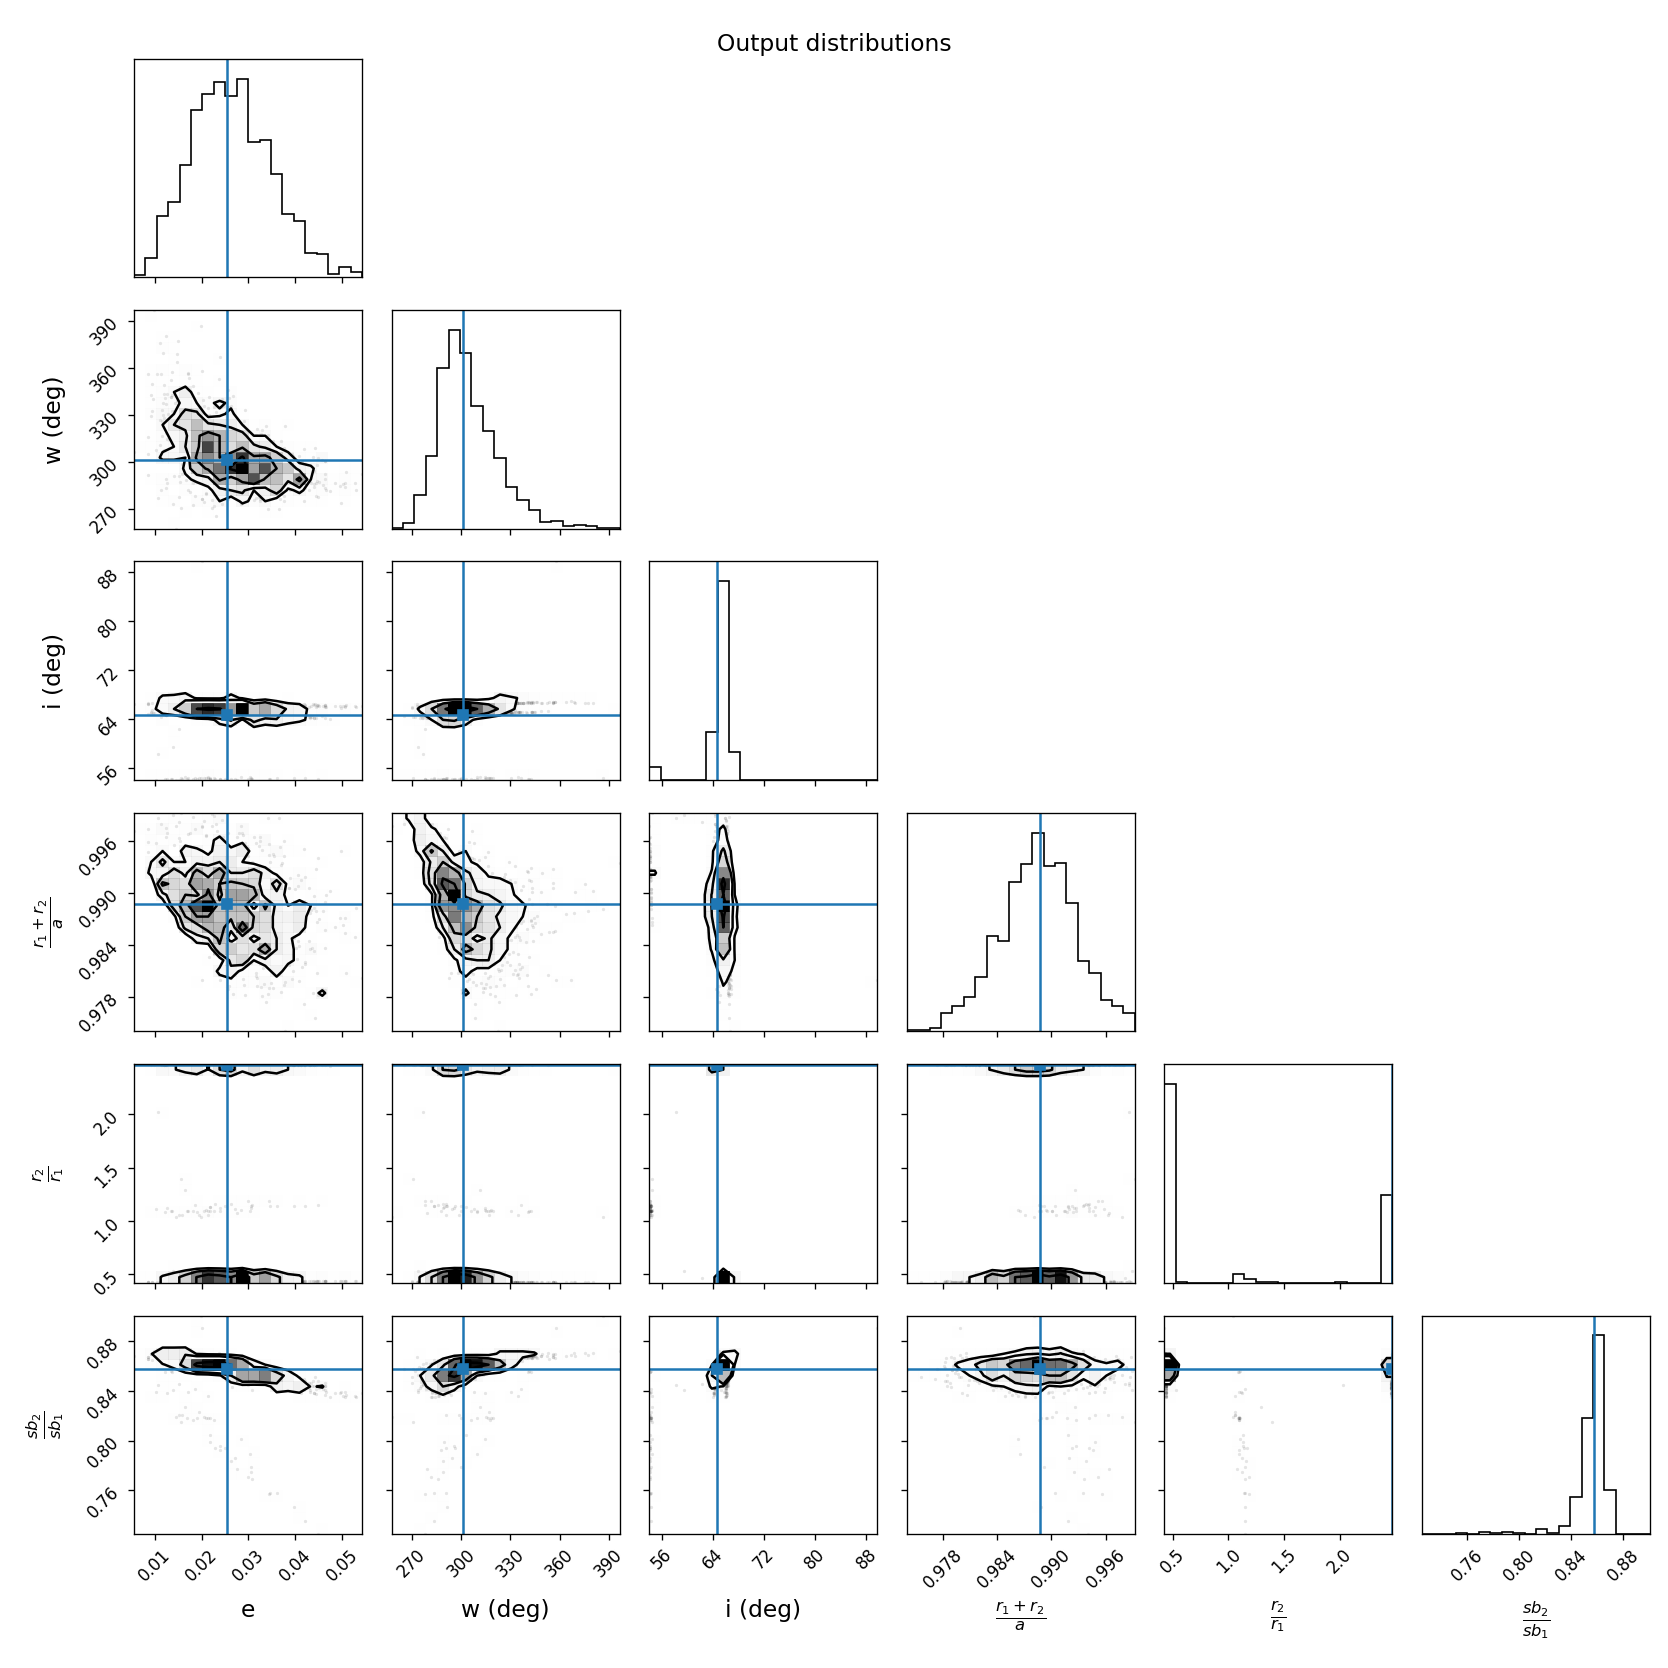 Output distributions
390
360
330
300
270
w (deg)
88
80
72
64
56
i (deg)
0.996
0.990
0.984
0.978
r₁ + r₂
a
2.0
1.5
1.0
0.5
r₂
r₁
0.88
0.84
0.80
0.76
sb₂
sb₁
0.01 0.02 0.03 0.04 0.05 270 300 330 360 390 56 64 72 80 88 0.978 0.984 0.990 0.996 0.5 1.0 1.5 2.0 0.76 0.80 0.84 0.88
e w (deg) i (deg)
r₁ + r₂
a
r₂
r₁
sb₂
sb₁